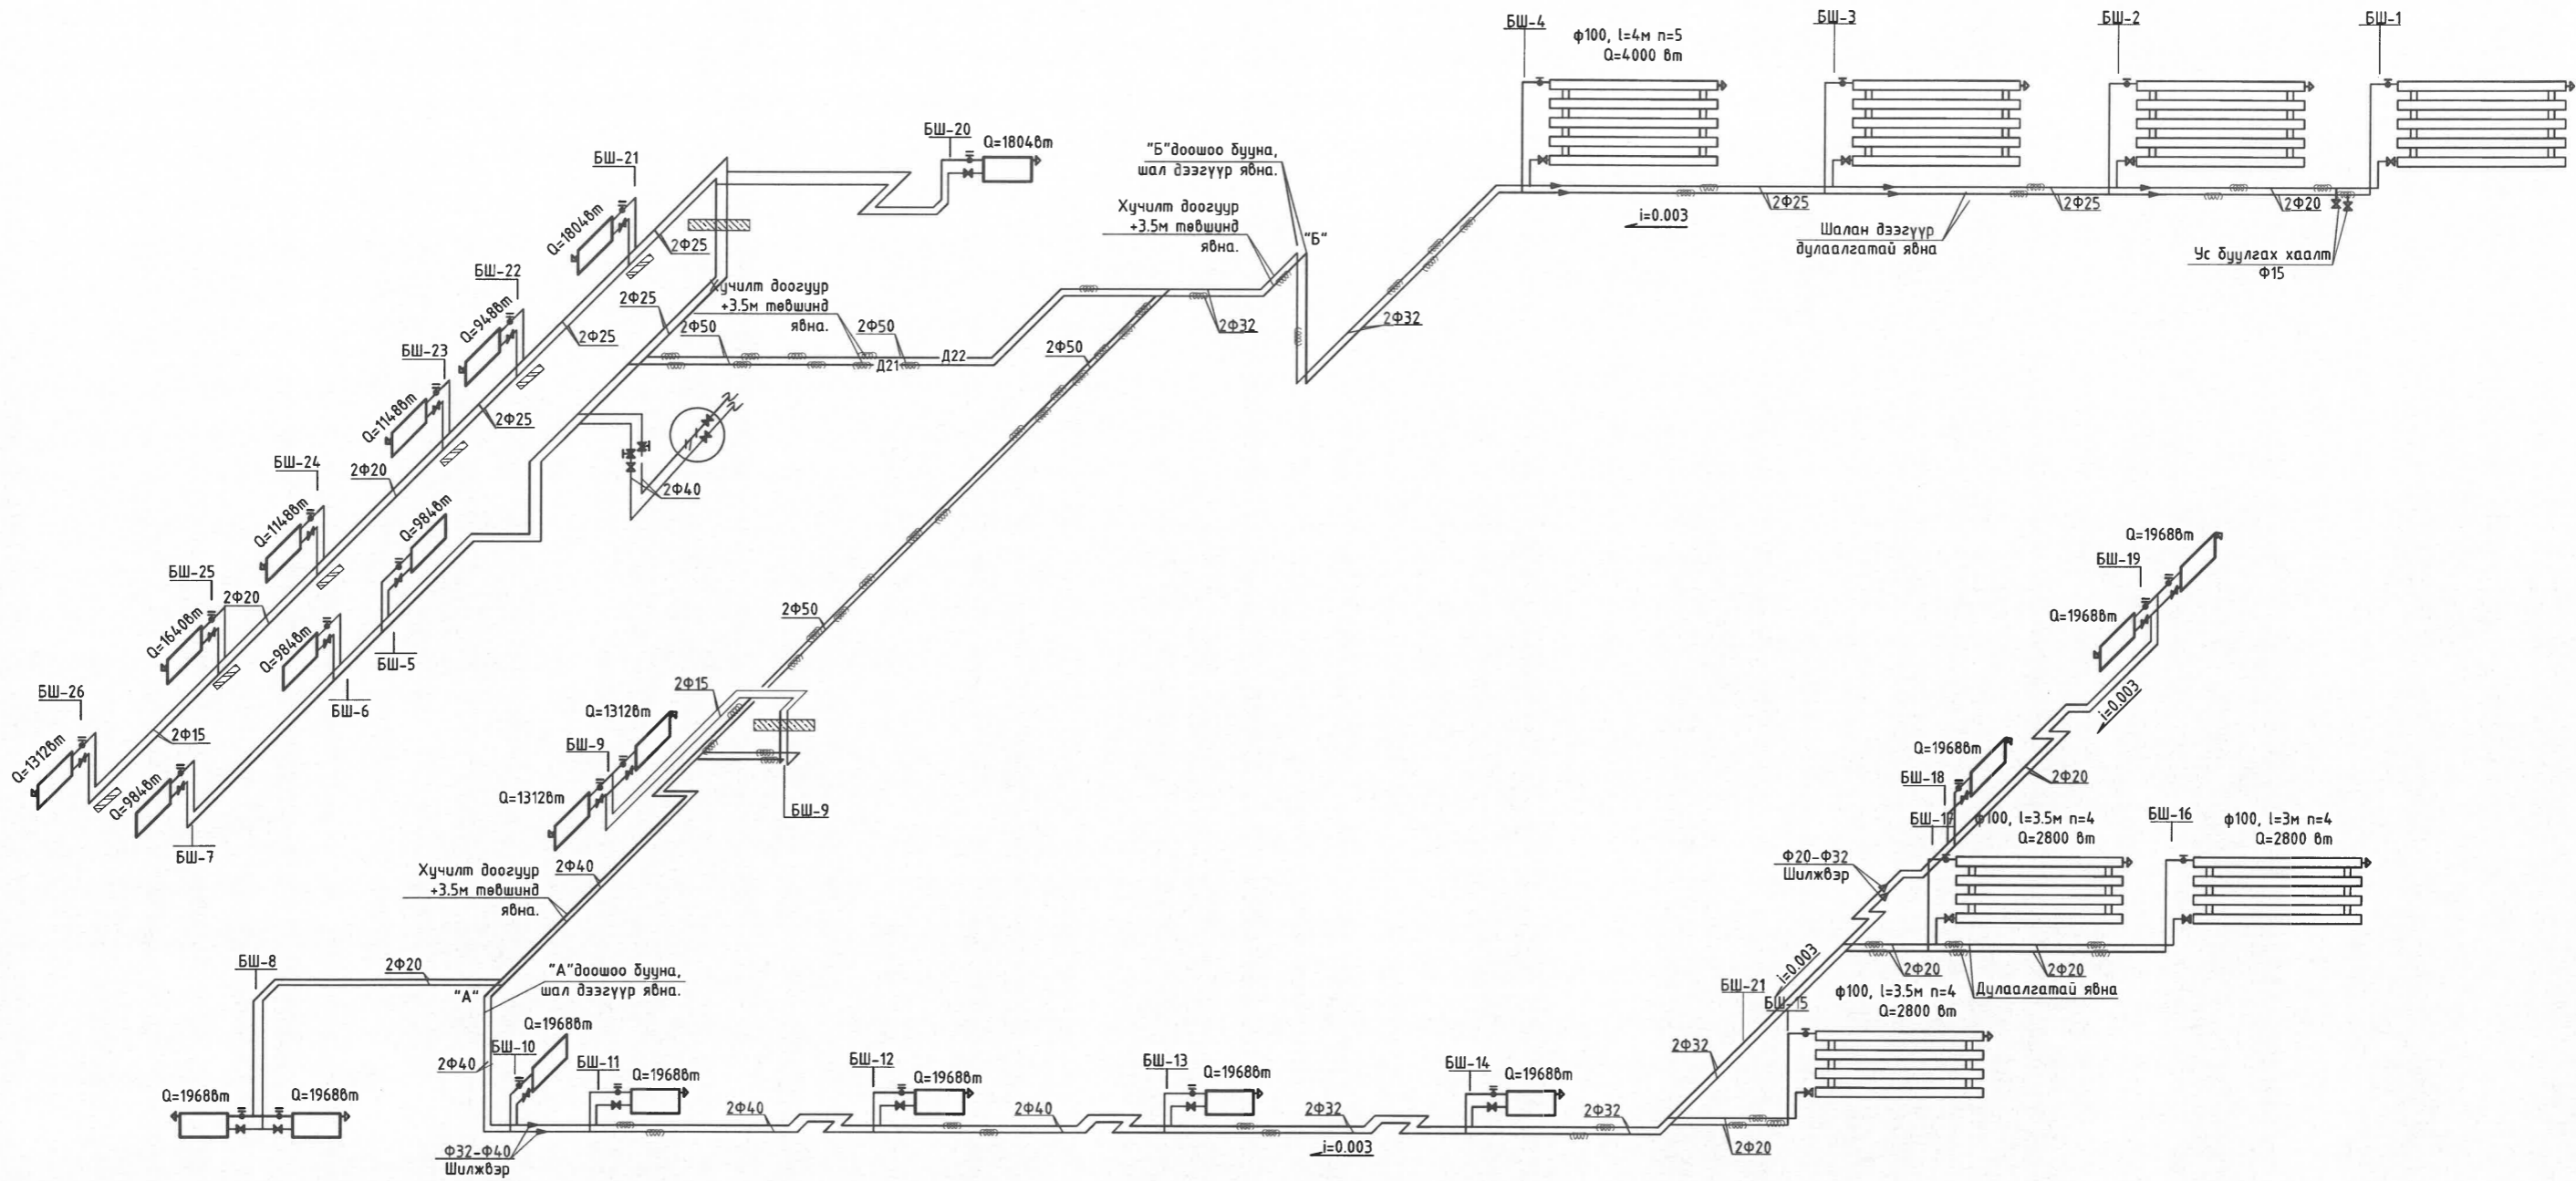 БШ-4
ф100, l=4м n=5
Q=4000 вт
БШ-3
БШ-2
БШ-1
БШ-20
Q=1804вт
БШ-21
Q=1804вт
"Б"доошоо бууна,
шал дээгүүр явна.
Хучилт доогуур
+3.5м төвшинд
явна.
"Б"
2Ф25
2Ф25
2Ф20
i=0.003
Шалан дээгүүр
дулаалгатай явна
Ус буулгах хаалт
Ф15
2Ф25
БШ-22
Q=948вт
Хучилт доогуур
+3.5м төвшинд
явна.
2Ф25
2Ф50
2Ф50
2Ф25
2Ф32
2Ф32
Д22
Д21
2Ф50
БШ-23
Q=1148вт
2Ф25
БШ-24
2Ф20
Q=1148вт
2Ф40
Q=984вт
БШ-25
2Ф20
Q=1640вт
Q=984вт
БШ-5
2Ф50
Q=1968вт
БШ-19
Q=1968вт
i=0.003
БШ-26
БШ-6
2Ф15
2Ф15
Q=1312вт
Q=984вт
БШ-7
Q=1312вт
БШ-9
Q=1312вт
БШ-9
Q=1968вт
БШ-18
2Ф20
БШ-17
ф100, l=3.5м n=4
Q=2800 вт
БШ-16
ф100, l=3м n=4
Q=2800 вт
Ф20-Ф32
Шилжвэр
Хучилт доогуур
+3.5м төвшинд
явна.
2Ф40
БШ-8
2Ф20
"А"
"А"доошоо бууна,
шал дээгүүр явна.
i=0.003
2Ф20
2Ф20
Дулаалгатай явна
БШ-21
БШ-15
ф100, l=3.5м n=4
Q=2800 вт
Q=1968вт
БШ-10
2Ф40
БШ-11
Q=1968вт
БШ-12
Q=1968вт
БШ-13
Q=1968вт
БШ-14
Q=1968вт
2Ф32
Q=1968вт
Q=1968вт
2Ф40
2Ф40
2Ф32
2Ф32
2Ф20
Ф32-Ф40
Шилжвэр
i=0.003